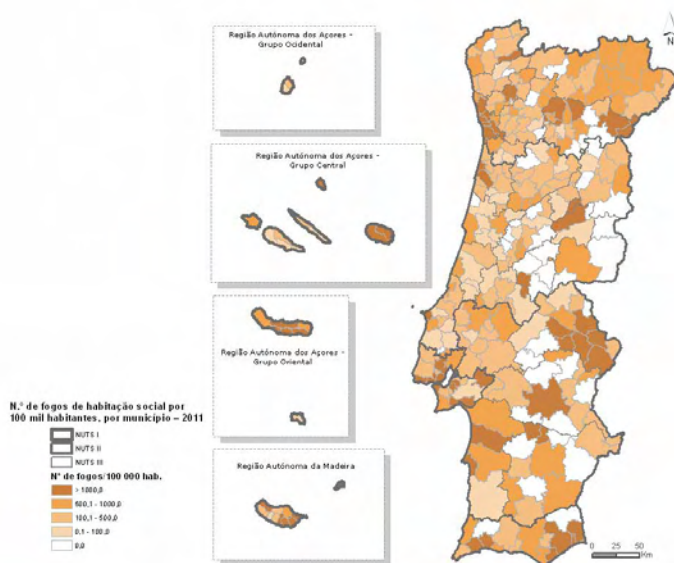 Região Autónoma dos Açores –
Grupo Ocidental
N
Região Autónoma dos Açores –
Grupo Central
Região Autónoma dos Açores –
Grupo Oriental
N.º de fogos de habitação social por
100 mil habitantes, por município – 2011
NUTS I
NUTS II
NUTS III
Nº de fogos/100 000 hab.
> 1000,0
500,1 - 1000,0
100,1 - 500,0
0,1 - 100,0
0,0
Região Autónoma da Madeira
0 25 50
Km